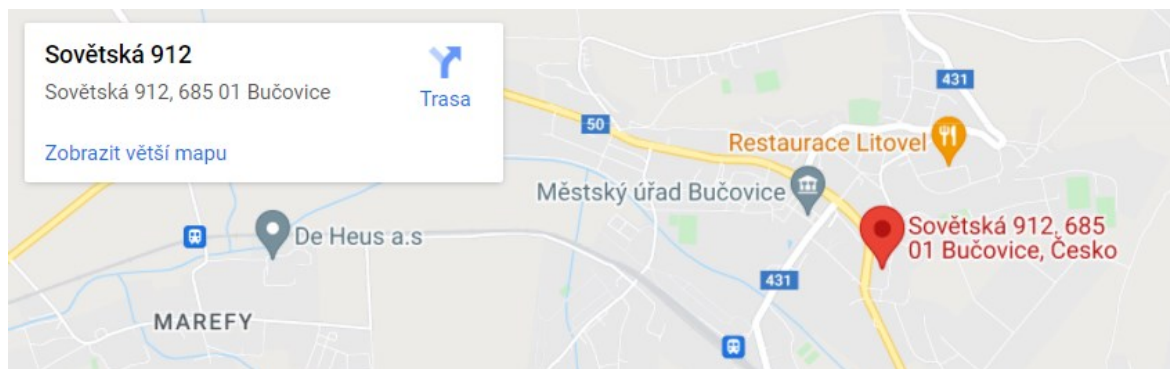 Sovětská 912
Sovětská 912, 685 01 Bučovice
Trasa
Zobrazit větší mapu
431
50
Restaurace Litovel
Městský úřad Bučovice
Sovětská 912, 685
01 Bučovice, Česko
De Heus a.s
431
MAREFY